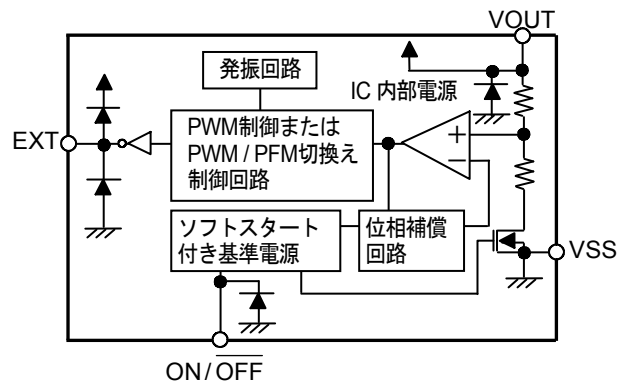 VOUT
発振回路
IC 内部電源
EXT
PWM制御または
PWM / PFM切換え
制御回路
+
−
ソフトスタート
付き基準電源
位相補償
回路
VSS
ON / OFF